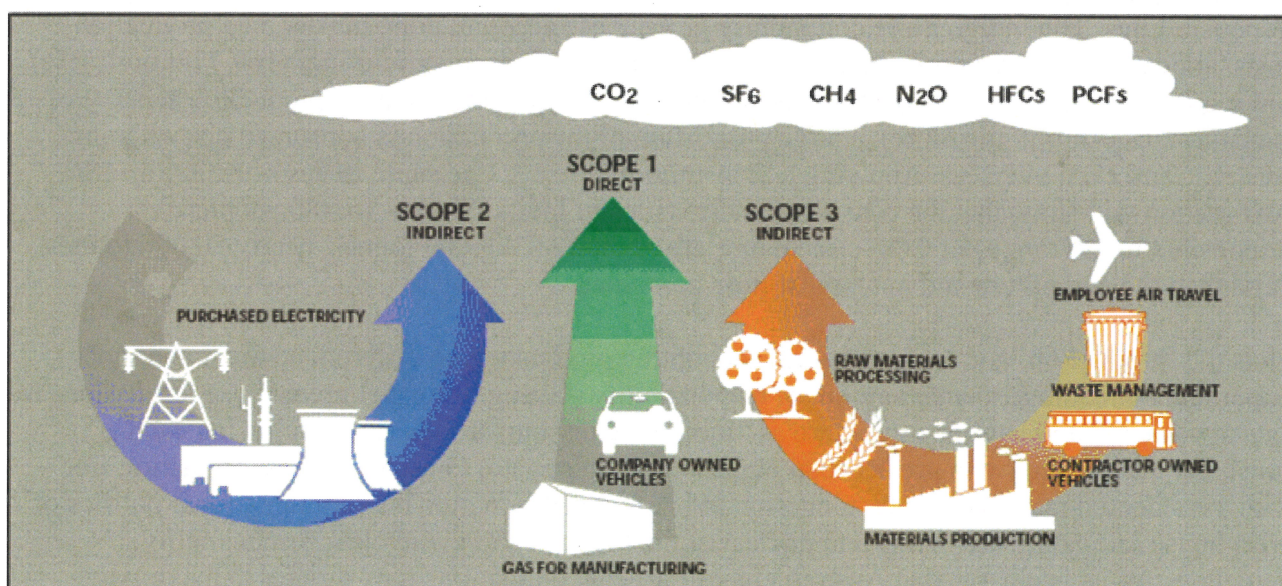 CO2 SF6 CH4 N2O HFCs PCFs
SCOPE 1
DIRECT
SCOPE 2
INDIRECT
SCOPE 3
INDIRECT
PURCHASED ELECTRICITY
COMPANY OWNED
VEHICLES
GAS FOR MANUFACTURING
RAW MATERIALS
PROCESSING
MATERIALS PRODUCTION
EMPLOYEE AIR TRAVEL
WASTE MANAGEMENT
CONTRACTOR OWNED
VEHICLES